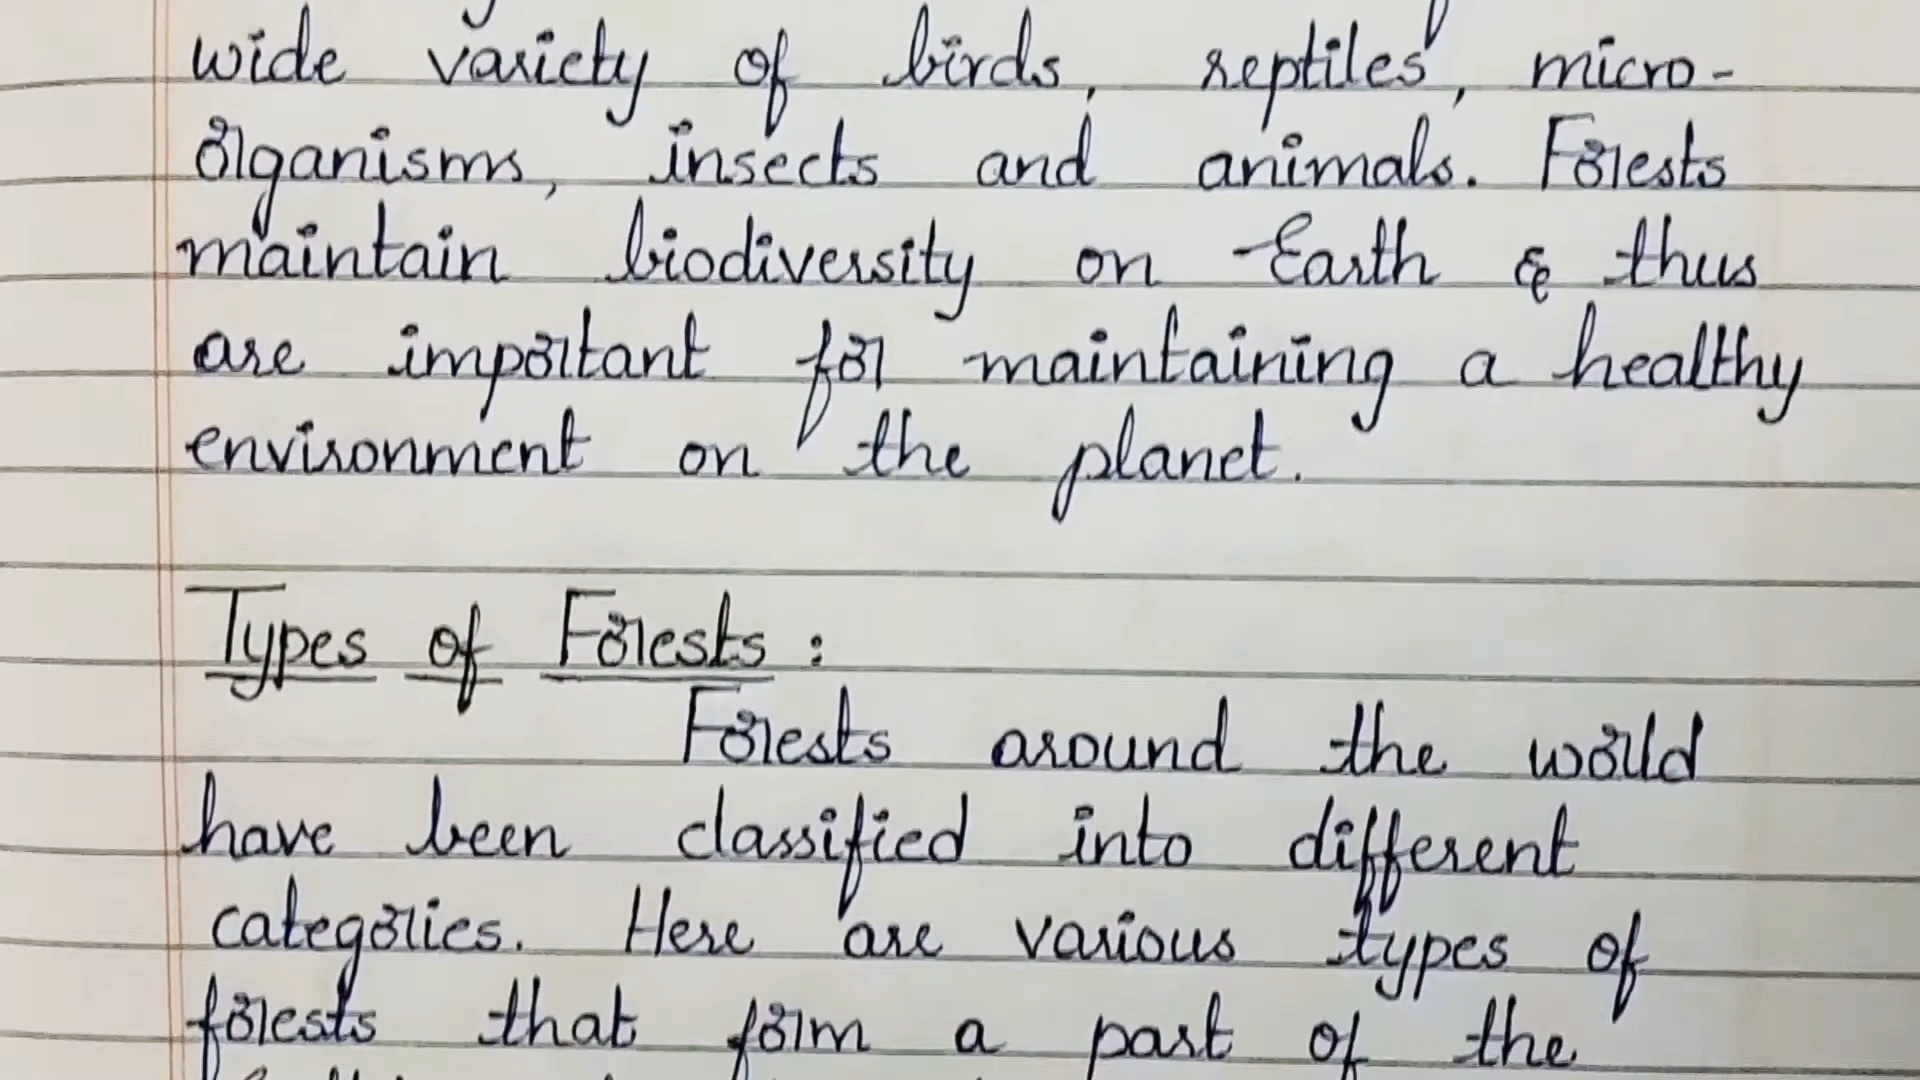 wide variety of birds, reptiles, micro-
organisms, insects and animals. Forests
maintain biodiversity on Earth & thus
are important for maintaining a healthy
environment on the planet.
Types of Forests :
Forests around the world
have been classified into different
categories. Here are various types of
forests that form a part of the